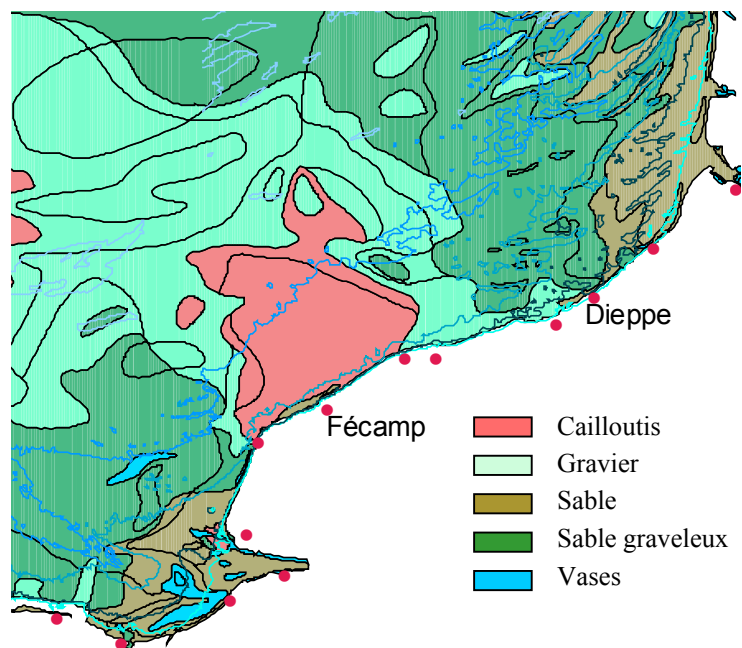 Dieppe
Fécamp
Cailloutis
Gravier
Sable
Sable graveleux
Vases